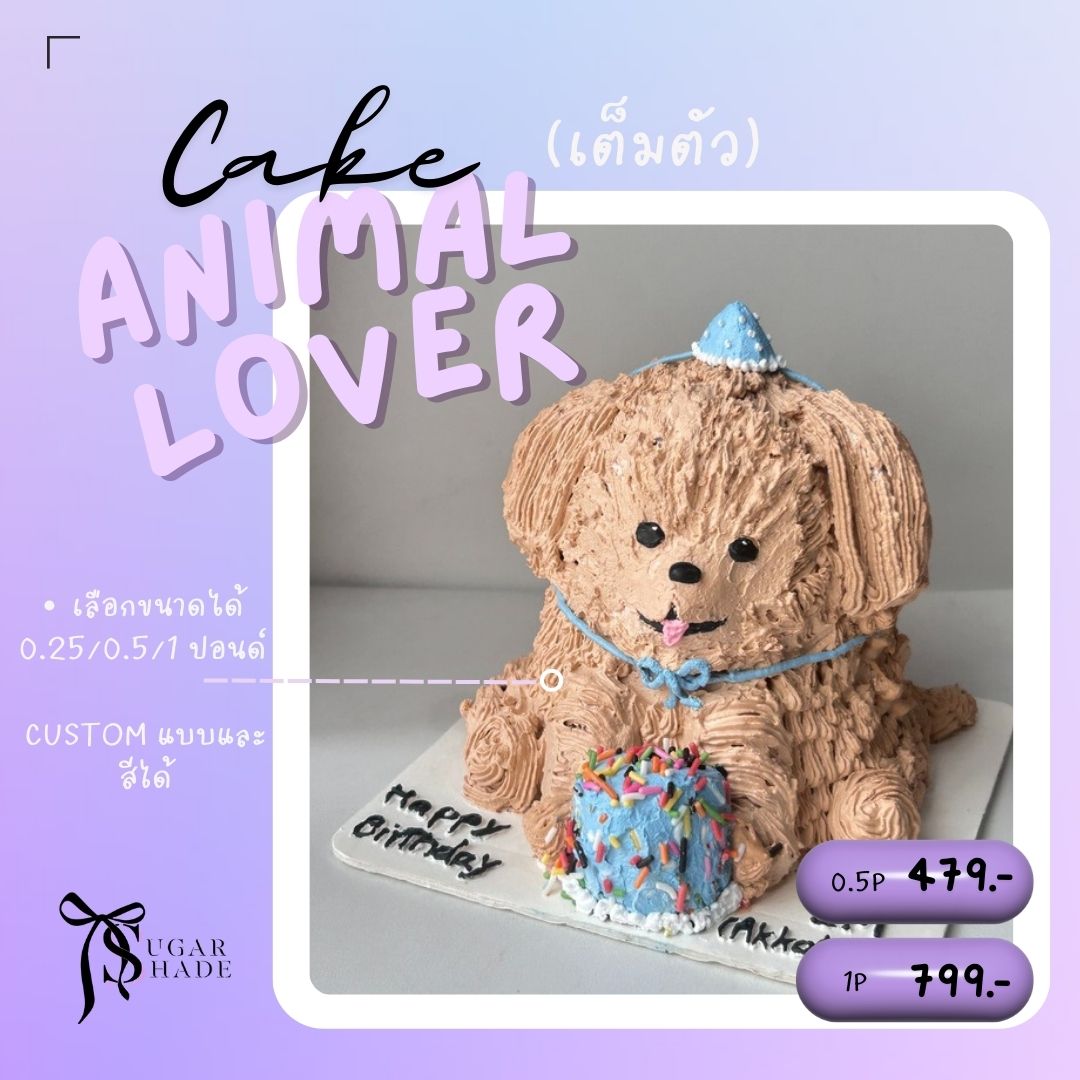 Cake
(เต็มตัว)
ANIMAL
LOVER
• เลือกขนาดได้
0.25/0.5/1 ปอนด์
CUSTOM แบบและ
สีได้
Happy
Birthday
0.5P 479.-
1P 799.-
SUGAR
SHADE